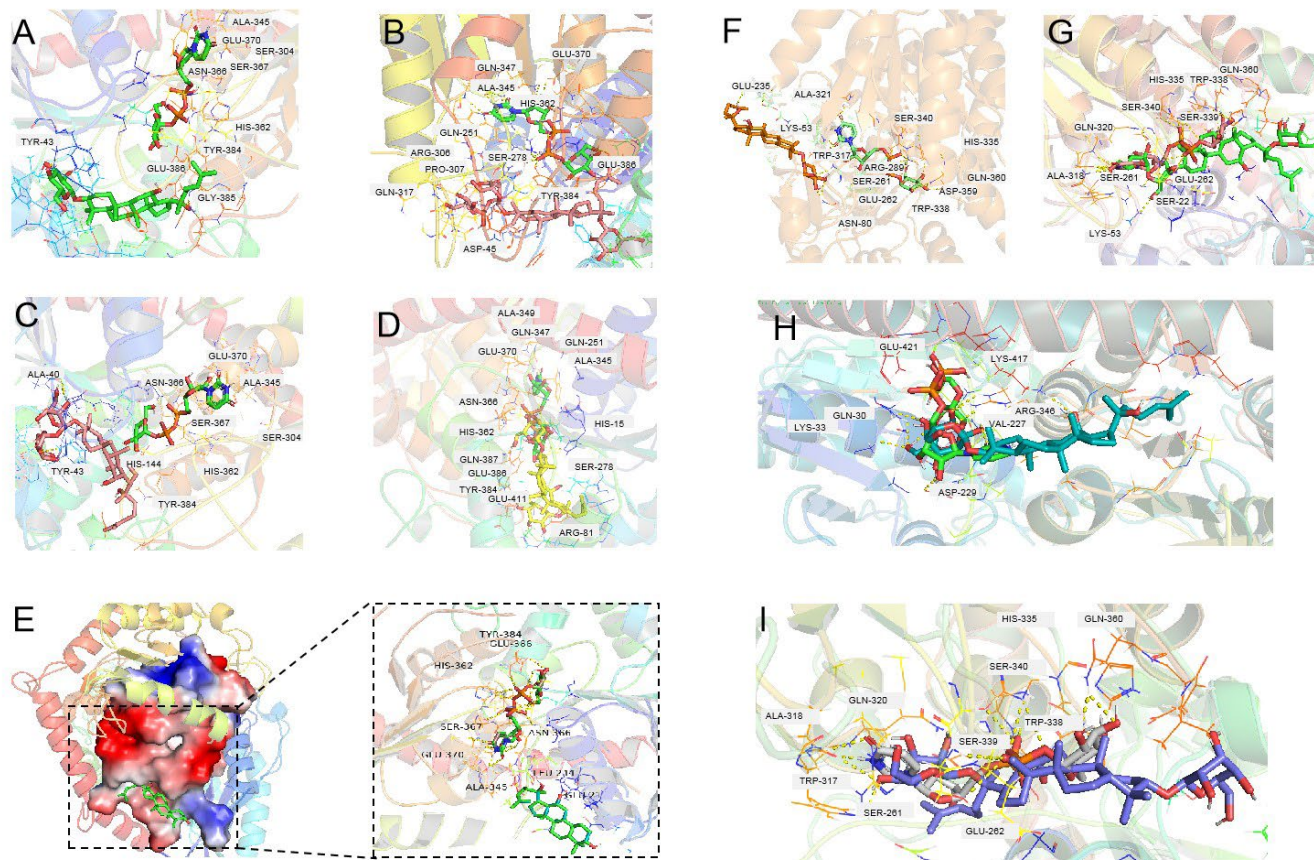 A
ALA-345
GLU-370
SER-304
SER-367
ASN-366
HIS-362
TYR-43
TYR-384
GLU-386
GLY-385
B
GLU-370
GLN-347
ALA-345
HIS-362
GLN-251
ARG-306
SER-278
PRO-307
GLU-386
GLN-317
TYR-384
ASP-45
C
GLU-370
ALA-40
ASN-366
ALA-345
SER-367
SER-304
TYR-43
HIS-144
HIS-362
TYR-384
D
ALA-349
GLN-347
GLN-251
GLU-370
ALA-345
ASN-366
HIS-15
HIS-362
GLN-387
SER-278
GLU-386
TYR-384
GLU-411
ARG-81
E
TYR-384
HIS-362
SER-367
ASN-366
GLU-370
ALA-345
F
GLU-235
ALA-321
SER-340
LYS-53
HIS-335
TRP-317
ARG-289
GLN-360
SER-261
ASP-359
GLU-262
TRP-338
ASN-80
G
GLN-360
HIS-335
TRP-338
SER-340
SER-339
GLN-320
ALA-318
SER-261
GLU-262
SER-22
LYS-53
H
GLU-421
LYS-417
ARG-346
GLN-30
VAL-227
LYS-33
ASP-229
I
HIS-335
GLN-360
SER-340
GLN-320
ALA-318
TRP-338
SER-339
TRP-317
SER-261
GLU-262